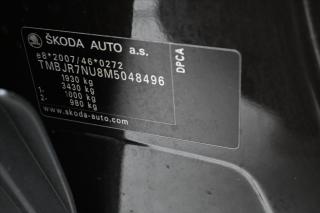 ŠKODA AUTO a.s.
e8*2007/46*0272
TMBJR7NU8M5048496
1930 kg
3430 kg
1- 1000 kg
2- 980 kg
www.skoda-auto.com
DPCA